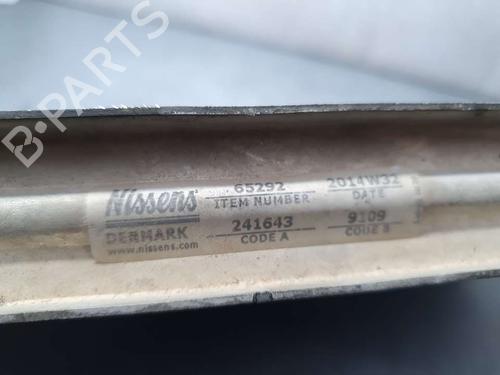 B-PARTS
Nissens
DENMARK
www.nissens.com
65292
ITEM NUMBER
241643
CODE A
2014W32
DATE
9109
CODE B